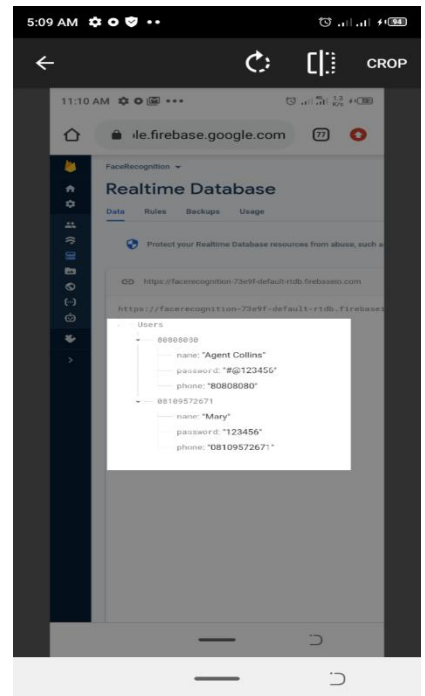 5:09 AM
94
CROP
11:10 AM
le.firebase.google.com
77
FaceRecognition
Realtime Database
Data Rules Backups Usage
Protect your Realtime Database resources from abuse, such a
https://facerecognition-73e9f-default-rtdb.firebaseio.com
https://facerecognition-73e9f-default-rtdb.firebasei
Users
80808080
name: "Agent Collins"
password: "#@123456"
phone: "80808080"
08109572671
name: "Mary"
password: "123456"
phone: "08109572671"